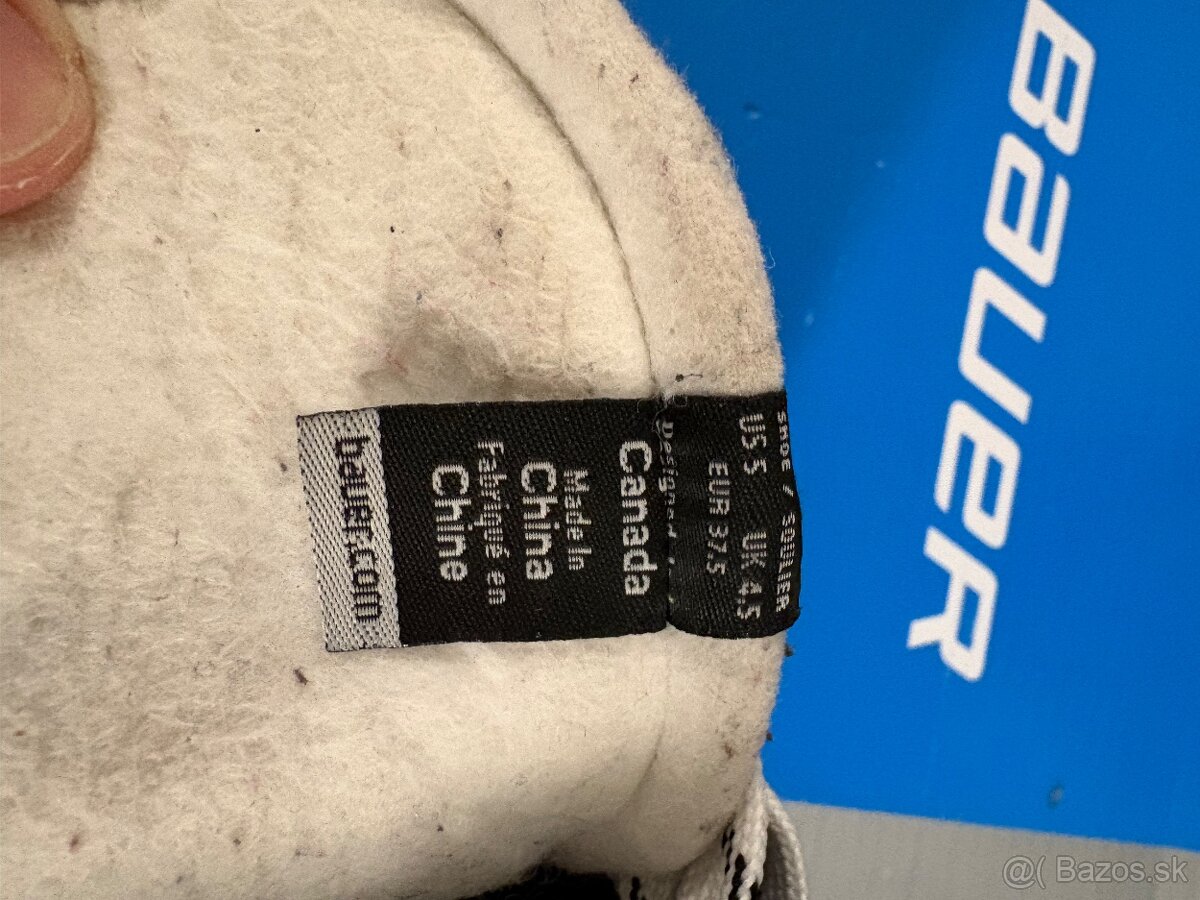 SHOE / SOULIER
US 5 UK 4.5
EUR 37.5
Designed
Canada
Made In
China
Fabriqué en
Chine
bauer.com
BAUER
@( Bazos.sk